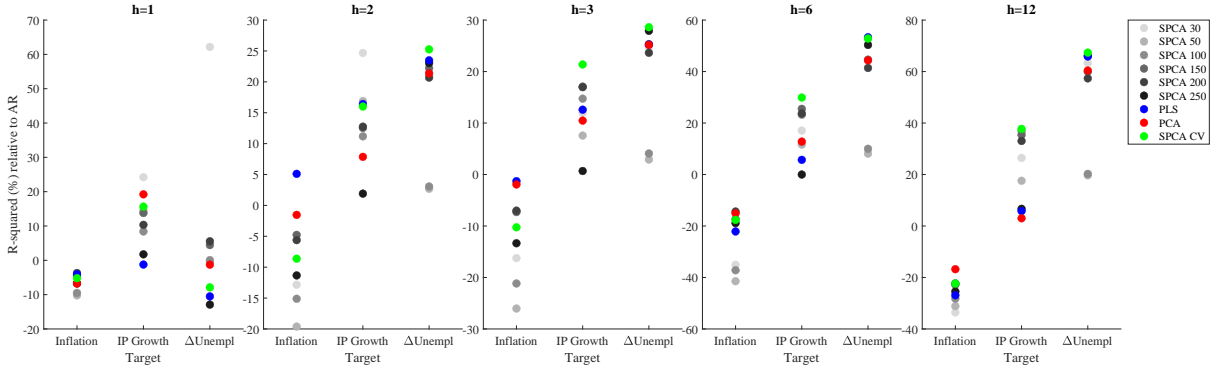 h=1
h=2
h=3
h=6
h=12
R-squared (%) relative to AR
70
60
50
40
30
20
10
0
-10
-20
Inflation IP Growth ΔUnempl
Target
30
25
20
15
10
5
0
-5
-10
-15
-20
Inflation IP Growth ΔUnempl
Target
30
20
10
0
-10
-20
-30
Inflation IP Growth ΔUnempl
Target
60
40
20
0
-20
-40
-60
Inflation IP Growth ΔUnempl
Target
80
60
40
20
0
-20
-40
Inflation IP Growth ΔUnempl
Target
SPCA 30
SPCA 50
SPCA 100
SPCA 150
SPCA 200
SPCA 250
PLS
PCA
SPCA CV